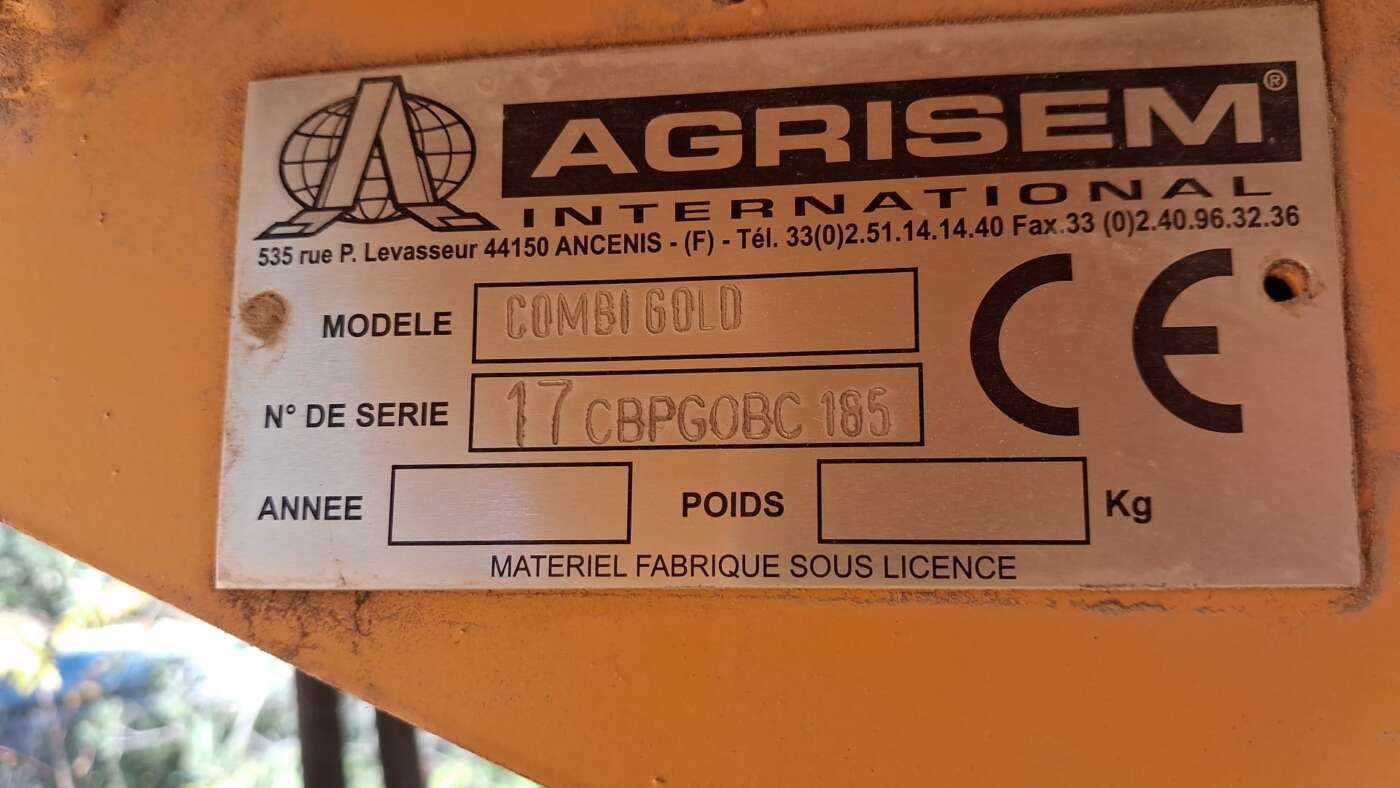 AGRISEM®
INTERNATIONAL
535 rue P. Levasseur 44150 ANCENIS - (F) - Tél. 33(0)2.51.14.14.40 Fax.33 (0)2.40.96.32.36
MODELE COMBI GOLD
N° DE SERIE 17 CBPGOBC 185
CE
ANNEE POIDS Kg
MATERIEL FABRIQUE SOUS LICENCE